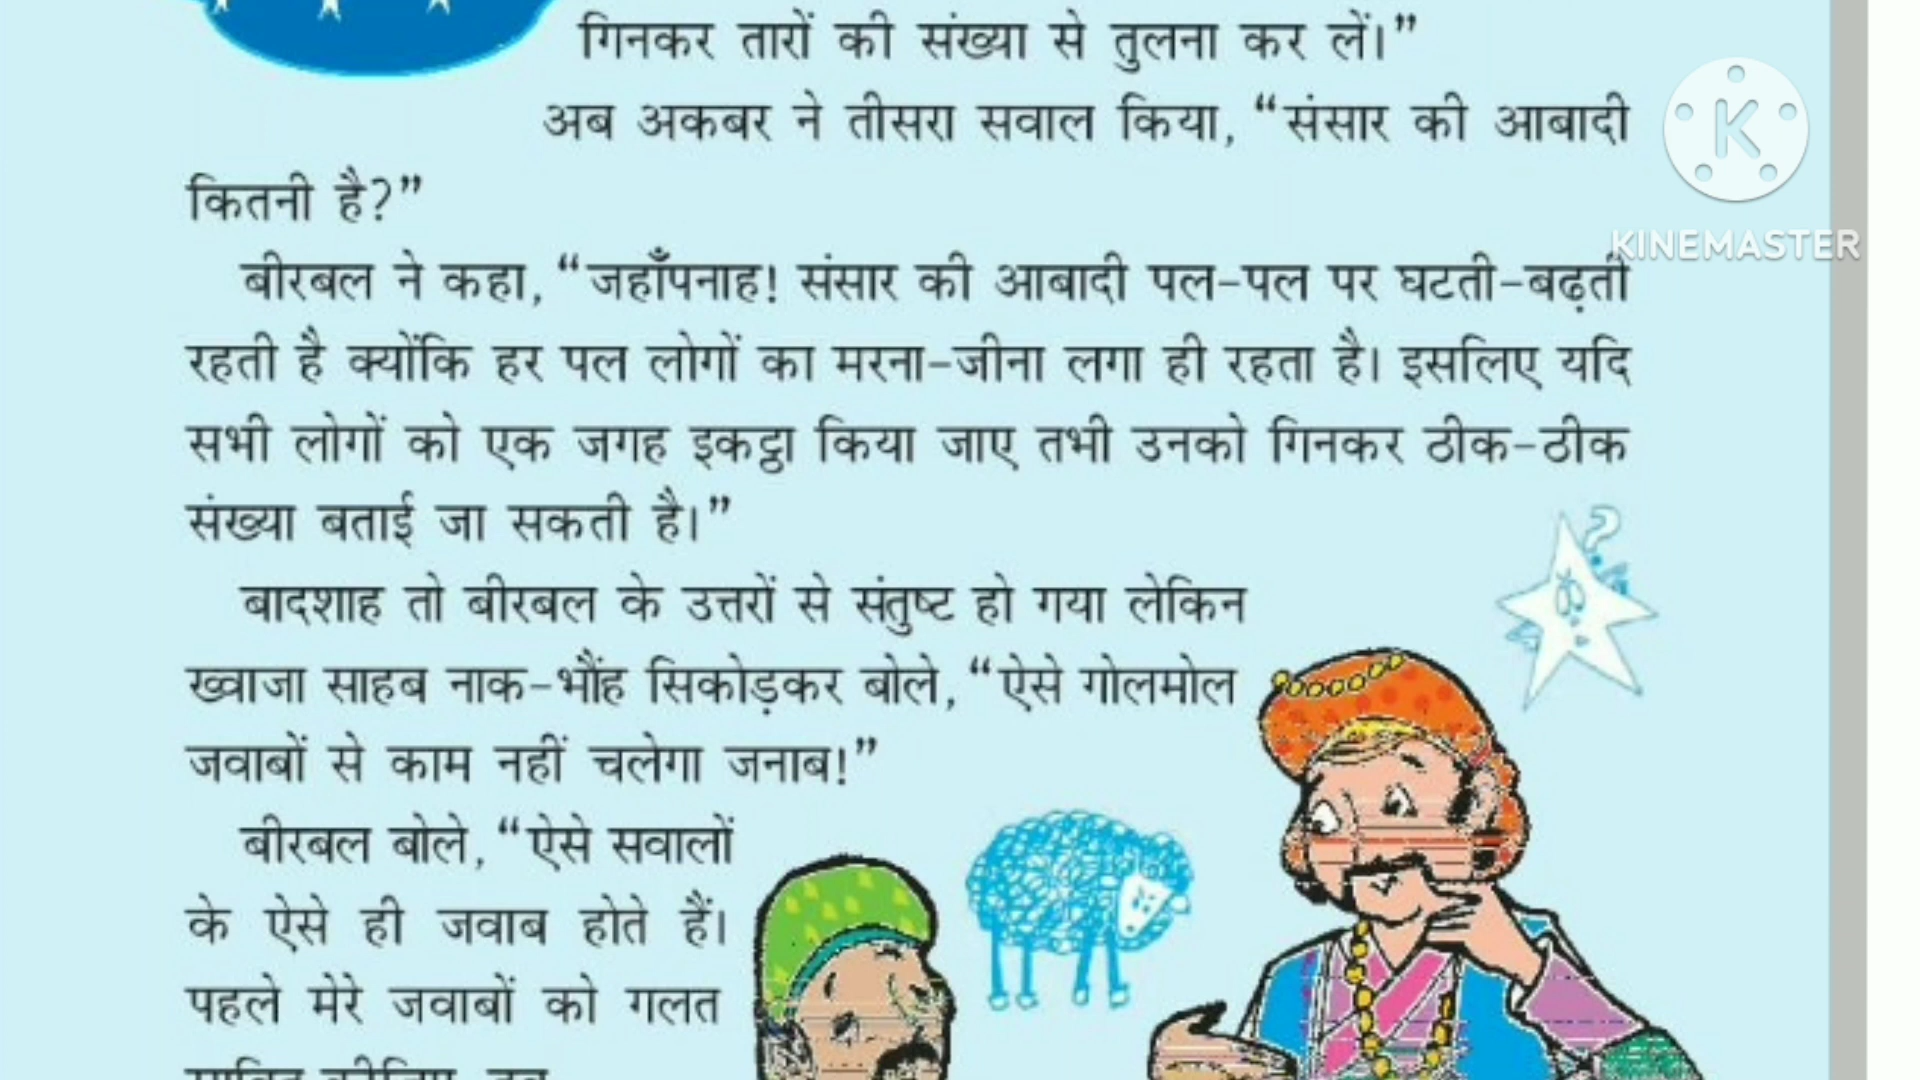 गिनकर तारों की संख्या से तुलना कर लें।”
अब अकबर ने तीसरा सवाल किया, “संसार की आबादी
कितनी है?”
बीरबल ने कहा, “जहाँपनाह! संसार की आबादी पल-पल पर घटती-बढ़ती
रहती है क्योंकि हर पल लोगों का मरना-जीना लगा ही रहता है। इसलिए यदि
सभी लोगों को एक जगह इकट्ठा किया जाए तभी उनको गिनकर ठीक-ठीक
संख्या बताई जा सकती है।”
बादशाह तो बीरबल के उत्तरों से संतुष्ट हो गया लेकिन
ख्वाजा साहब नाक-भौंह सिकोड़कर बोले, “ऐसे गोलमोल
जवाबों से काम नहीं चलेगा जनाब!”
बीरबल बोले, “ऐसे सवालों
के ऐसे ही जवाब होते हैं।
पहले मेरे जवाबों को गलत
K
KINEMASTER
?